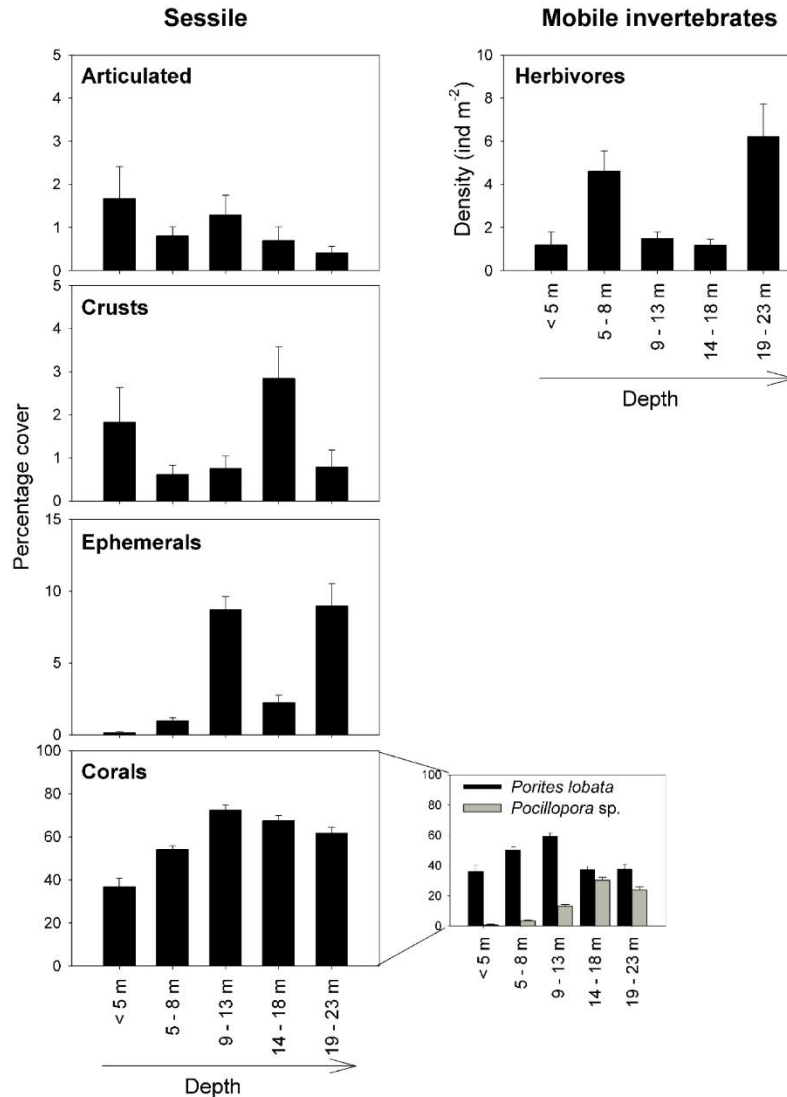 Sessile
Mobile invertebrates
Percentage cover
5
4
3
2
1
0
Articulated
5
4
3
2
1
0
Crusts
15
10
5
0
Ephemerals
100
80
60
40
20
0
Corals
< 5 m
5 - 8 m
9 - 13 m
14 - 18 m
19 - 23 m
Depth
Density (ind m⁻²)
10
8
6
4
2
0
Herbivores
< 5 m
5 - 8 m
9 - 13 m
14 - 18 m
19 - 23 m
Depth
100
80
60
40
20
0
Porites lobata
Pocillopora sp.
< 5 m
5 - 8 m
9 - 13 m
14 - 18 m
19 - 23 m